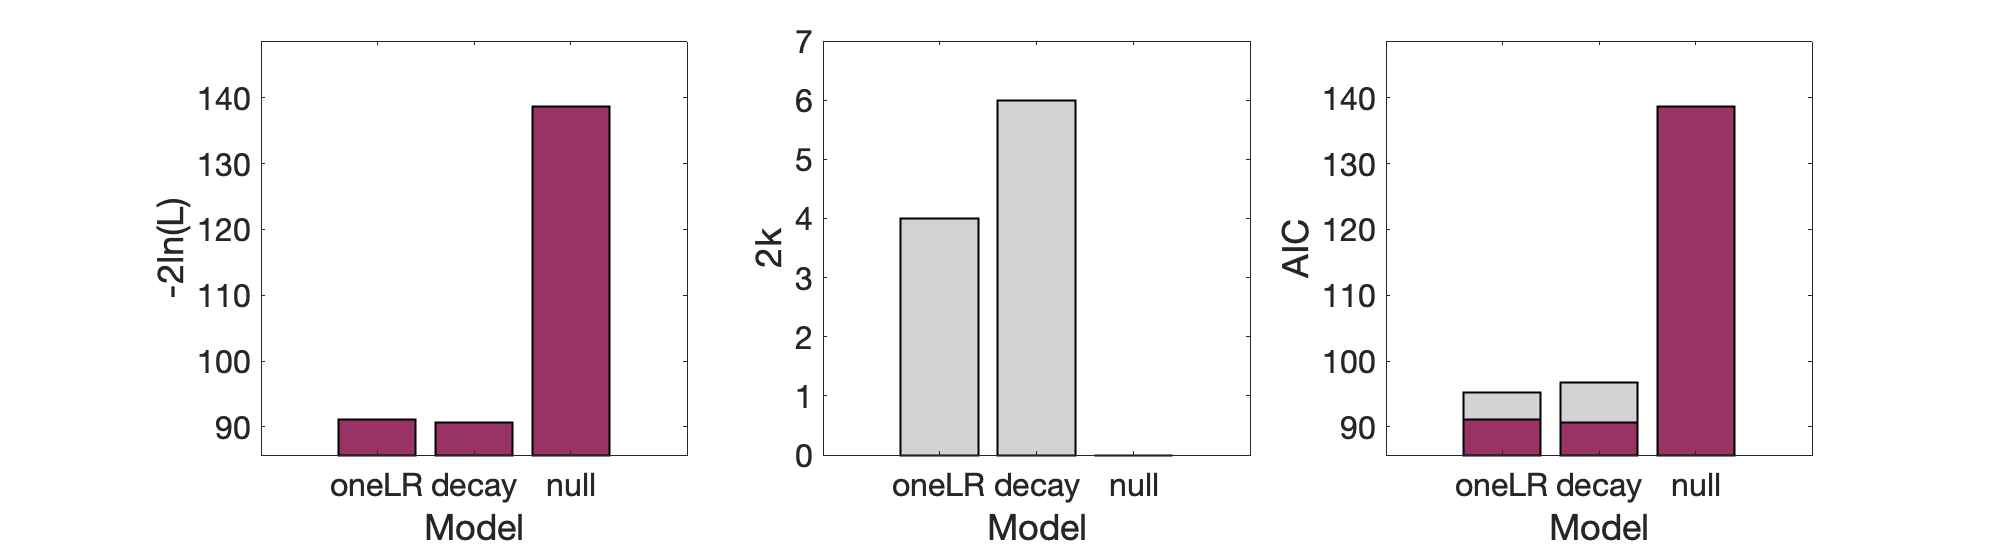 -2ln(L)
140
130
120
110
100
90
oneLR decay null
Model
2k
7
6
5
4
3
2
1
0
oneLR decay null
Model
AIC
140
130
120
110
100
90
oneLR decay null
Model